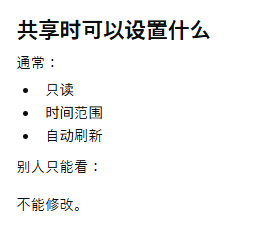 共享时可以设置什么
通常：
• 只读
• 时间范围
• 自动刷新
别人只能看：
不能修改。